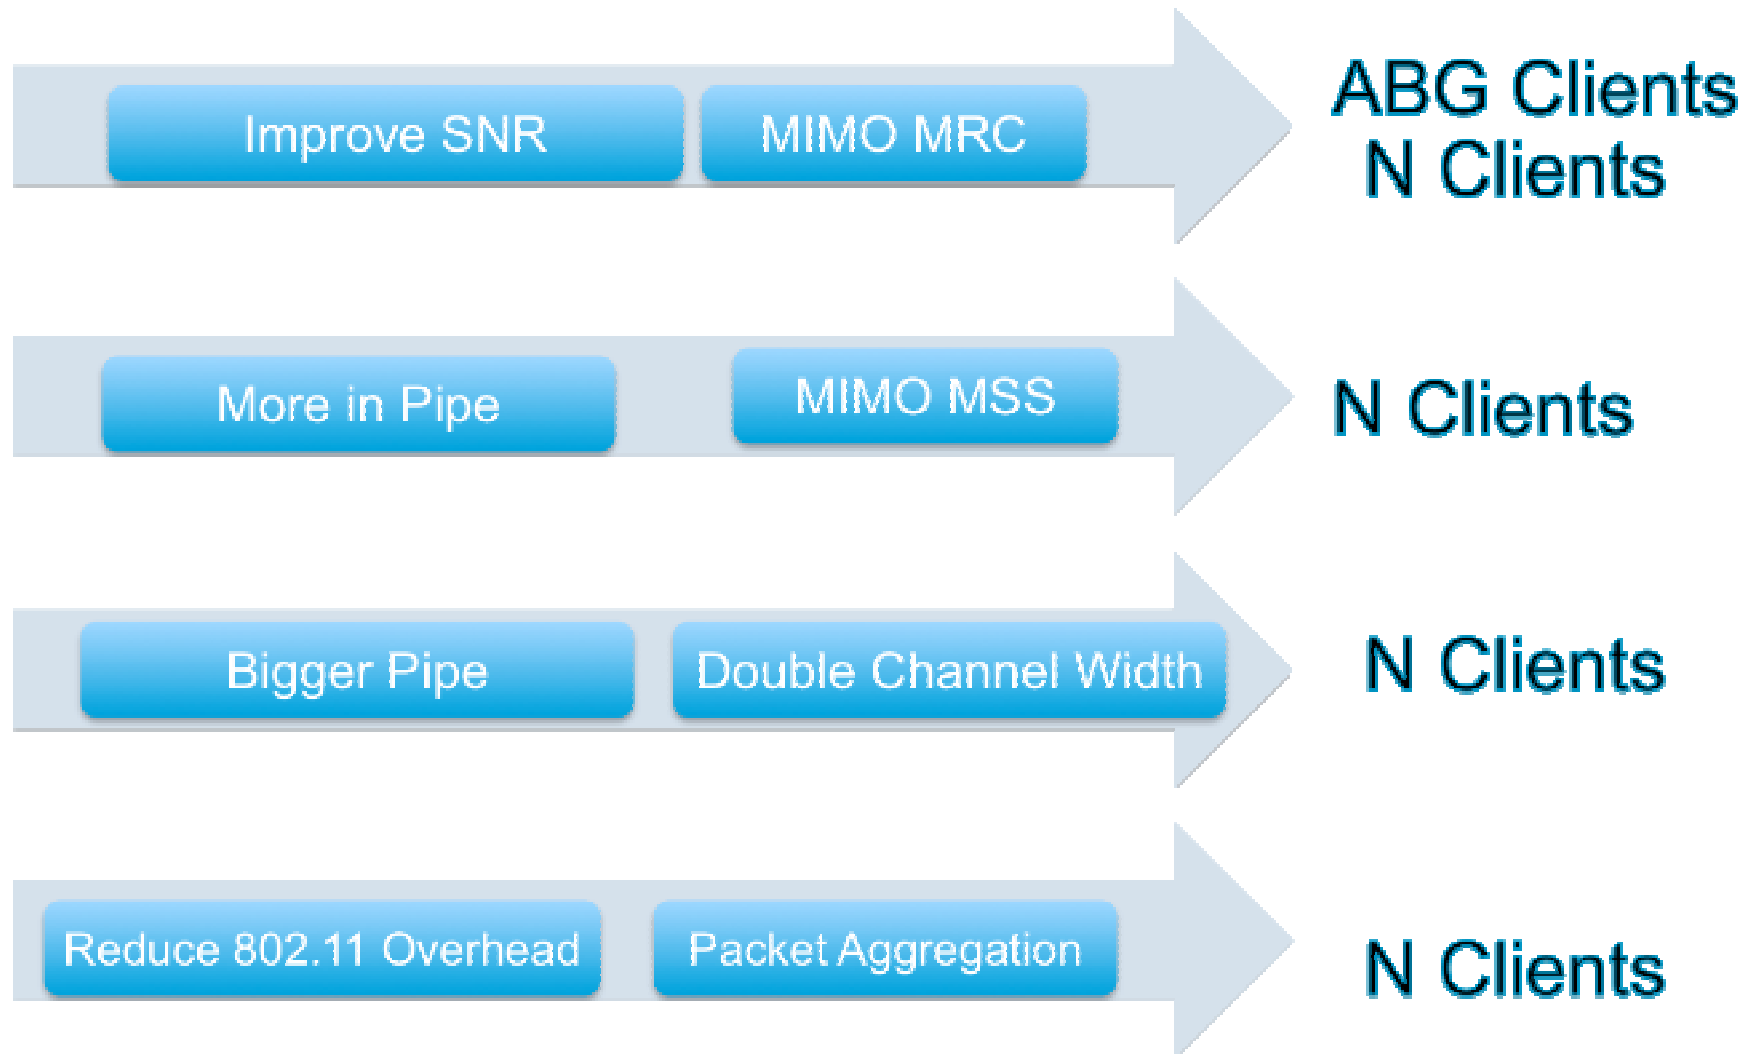 Improve SNR
MIMO MRC
ABG Clients
N Clients
More in Pipe
MIMO MSS
N Clients
Bigger Pipe
Double Channel Width
N Clients
Reduce 802.11 Overhead
Packet Aggregation
N Clients